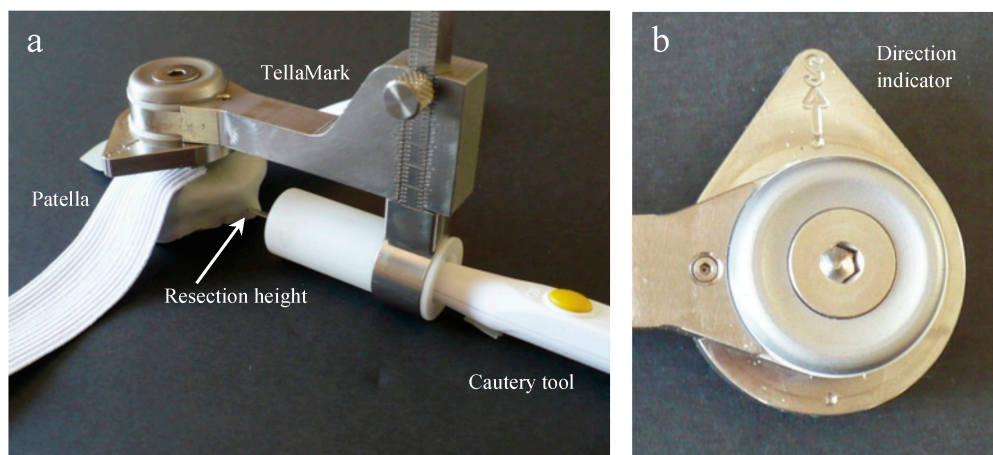 a
TellaMark
Patella
Resection height
Cautery tool
b
Direction
indicator
S